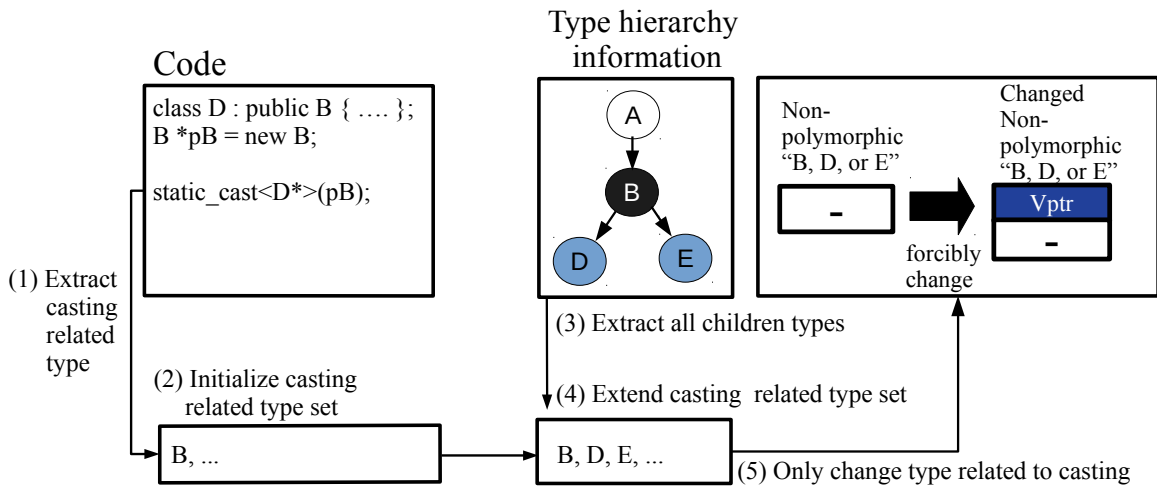 Type hierarchy
information
Code
class D : public B { .... };
B *pB = new B;
static_cast<D*>(pB);
A
B
D
E
Non-
polymorphic
“B, D, or E”
-
forcibly
change
Changed
Non-
polymorphic
“B, D, or E”
Vptr
-
(1) Extract
casting
related
type
(2) Initialize casting
related type set
(3) Extract all children types
(4) Extend casting related type set
B, ...
B, D, E, ...
(5) Only change type related to casting